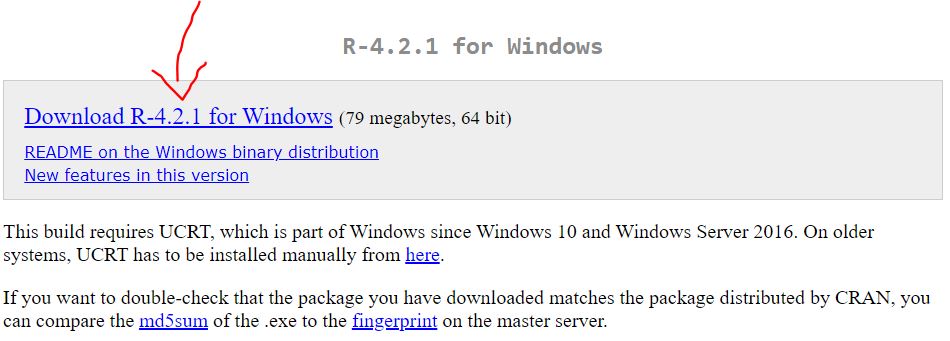 R-4.2.1 for Windows
Download R-4.2.1 for Windows (79 megabytes, 64 bit)
README on the Windows binary distribution
New features in this version
This build requires UCRT, which is part of Windows since Windows 10 and Windows Server 2016. On older
systems, UCRT has to be installed manually from here.
If you want to double-check that the package you have downloaded matches the package distributed by CRAN, you
can compare the md5sum of the .exe to the fingerprint on the master server.